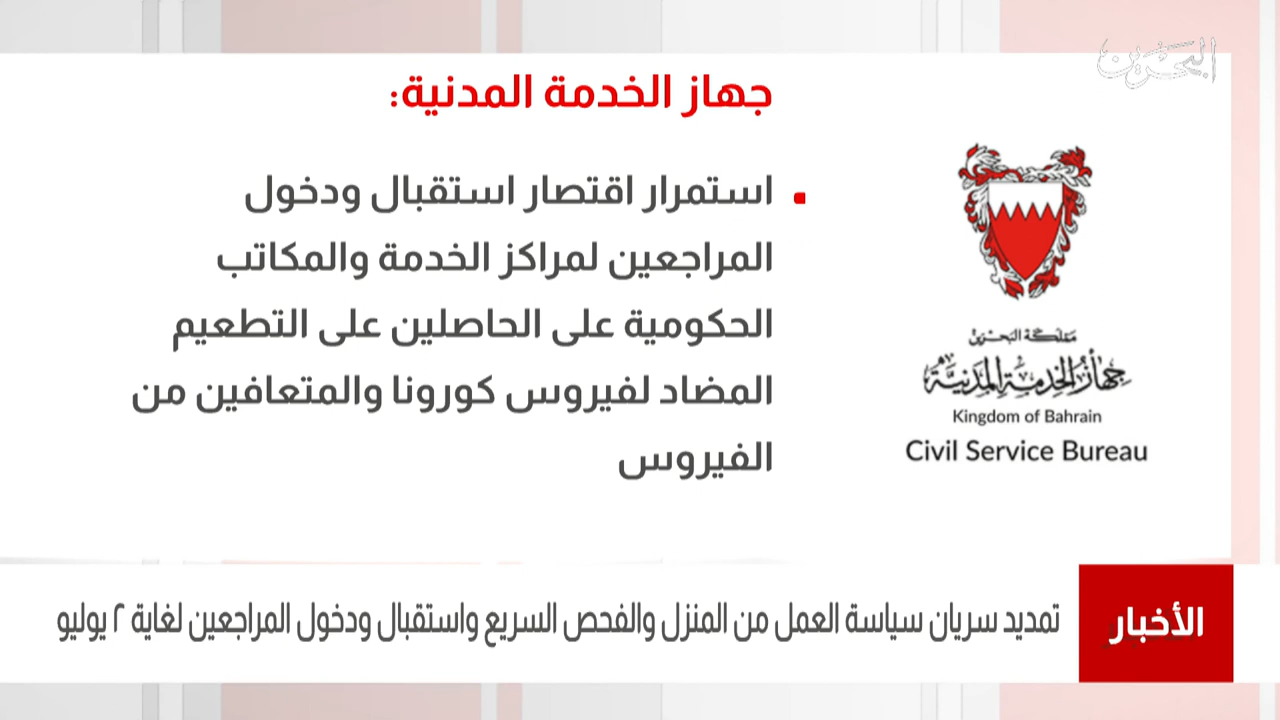 البحرين
جهاز الخدمة المدنية:
استمرار اقتصار استقبال ودخول
المراجعين لمراكز الخدمة والمكاتب
الحكومية على الحاصلين على التطعيم
المضاد لفيروس كورونا والمتعافين من
الفيروس
مملكة البحرين
جهاز الخدمة المدنية
Kingdom of Bahrain
Civil Service Bureau
الأخبار
تمديد سريان سياسة العمل من المنزل والفحص السريع واستقبال ودخول المراجعين لغاية ٢ يوليو